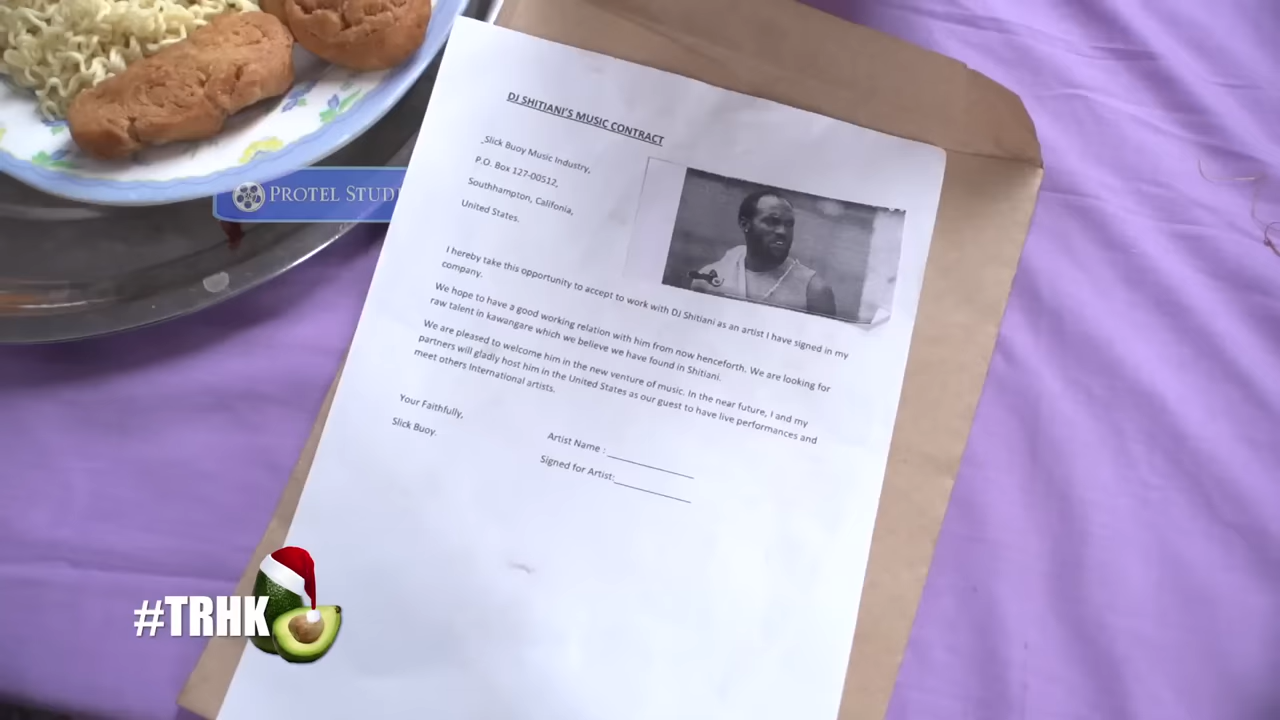 DJ SHITIANI'S MUSIC CONTRACT
Slick Buoy Music Industry,
P.O. Box 127-00512,
Southhampton, Califonia,
United States.
I hereby take this opportunity to accept to work with DJ Shitiani as an artist I have signed in my
company.
We hope to have a good working relation with him from now henceforth. We are looking for
raw talent in kawangare which we believe we have found in Shitiani.
We are pleased to welcome him in the new venture of music. In the near future, I and my
partners will gladly host him in the United States as our guest to have live performances and
meet others International artists.
Your Faithfully,
Slick Buoy.
Artist Name : ______________
Signed for Artist:____________
PROTEL STUD
#TRHK